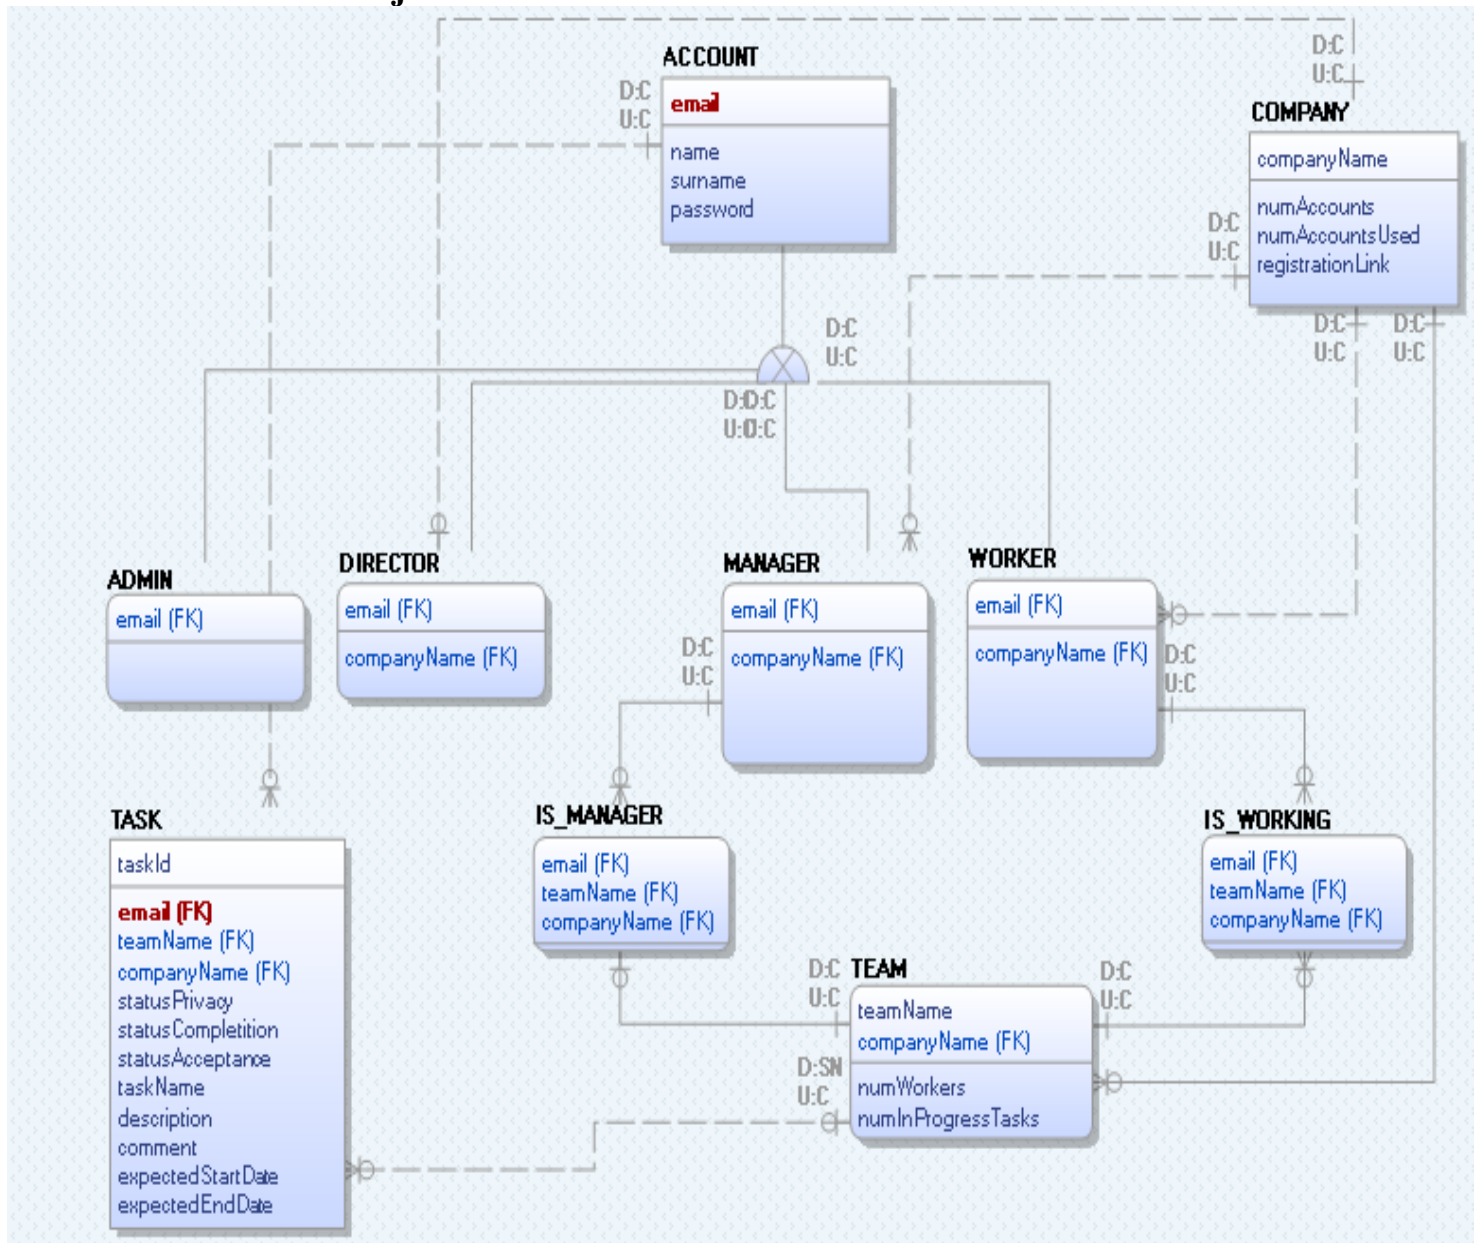 D:C
U:C
ACCOUNT
D:C
U:C
email
name
surname
password
COMPANY
companyName
numAccounts
numAccountsUsed
registrationLink
D:C
U:C
D:C
U:C
D:C
U:C
D:C
U:C
D:C
U:C
ADMIN
email (FK)
DIRECTOR
email (FK)
companyName (FK)
MANAGER
email (FK)
companyName (FK)
WORKER
email (FK)
companyName (FK)
D:C
U:C
D:C
U:C
TASK
taskId
email (FK)
teamName (FK)
companyName (FK)
statusPrivacy
statusCompletition
statusAcceptance
taskName
description
comment
expectedStartDate
expectedEndDate
IS_MANAGER
email (FK)
teamName (FK)
companyName (FK)
IS_WORKING
email (FK)
teamName (FK)
companyName (FK)
D:C
U:C
TEAM
D:C
U:C
teamName
companyName (FK)
numWorkers
numInProgressTasks
D:SN
U:C